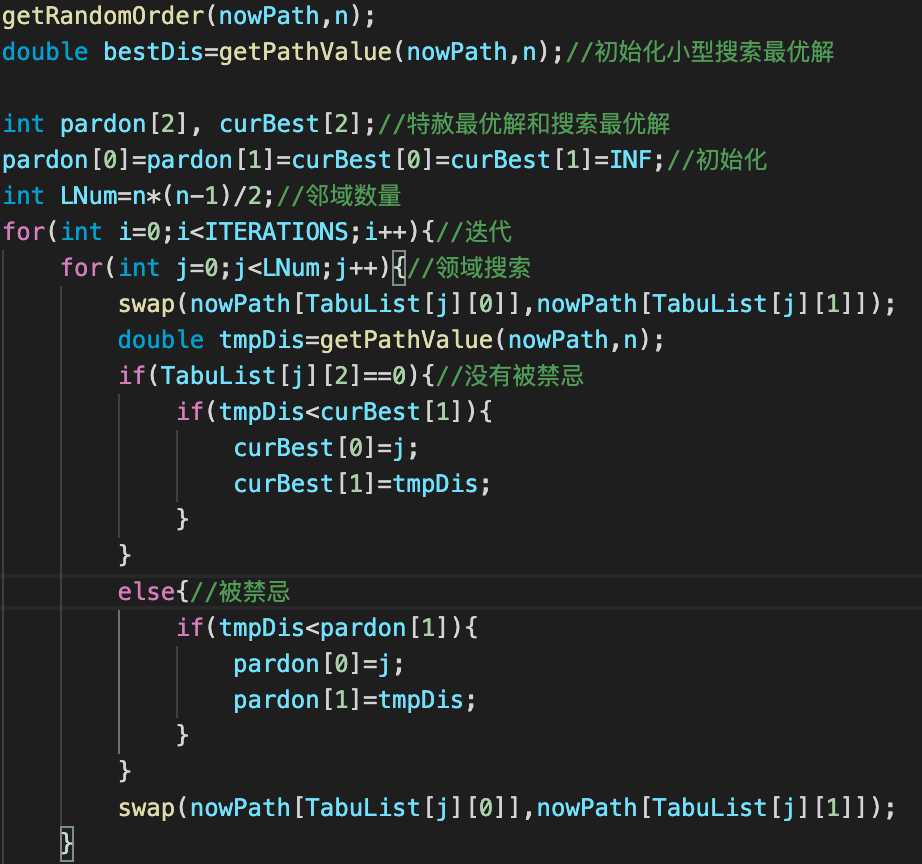 getRandomOrder(nowPath,n);
double bestDis=getPathValue(nowPath,n);//初始化小型搜索最优解
int pardon[2], curBest[2];//特赦最优解和搜索最优解
pardon[0]=pardon[1]=curBest[0]=curBest[1]=INF;//初始化
int LNum=n*(n-1)/2;//邻域数量
for(int i=0;i<ITERATIONS;i++){//迭代
for(int j=0;j<LNum;j++){//领域搜索
swap(nowPath[TabuList[j][0]],nowPath[TabuList[j][1]]);
double tmpDis=getPathValue(nowPath,n);
if(TabuList[j][2]==0){//没有被禁忌
if(tmpDis<curBest[1]){
curBest[0]=j;
curBest[1]=tmpDis;
}
}
else{//被禁忌
if(tmpDis<pardon[1]){
pardon[0]=j;
pardon[1]=tmpDis;
}
}
swap(nowPath[TabuList[j][0]],nowPath[TabuList[j][1]]);
}